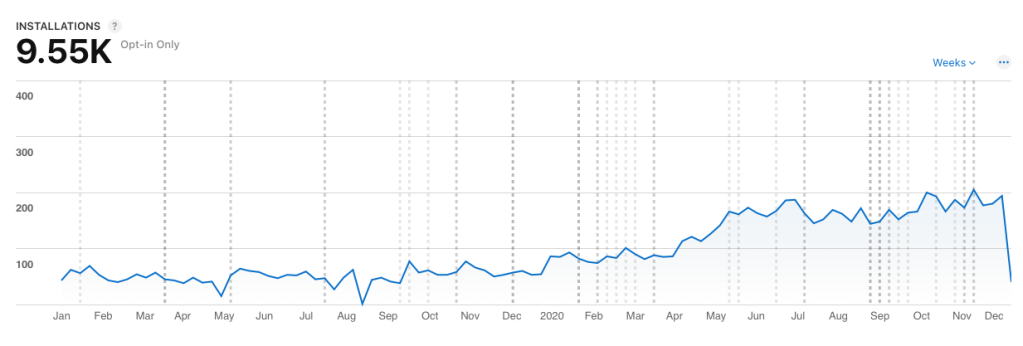 INSTALLATIONS ?
9.55K Opt-in Only
Weeks
400
300
200
100
Jan Feb Mar Apr May Jun Jul Aug Sep Oct Nov Dec 2020 Feb Mar Apr May Jun Jul Aug Sep Oct Nov Dec